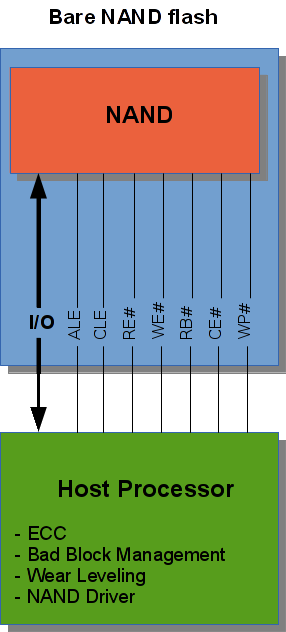 Bare NAND flash
NAND
I/O
ALE
CLE
RE#
WE#
RB#
CE#
WP#
Host Processor
- ECC
- Bad Block Management
- Wear Leveling
- NAND Driver